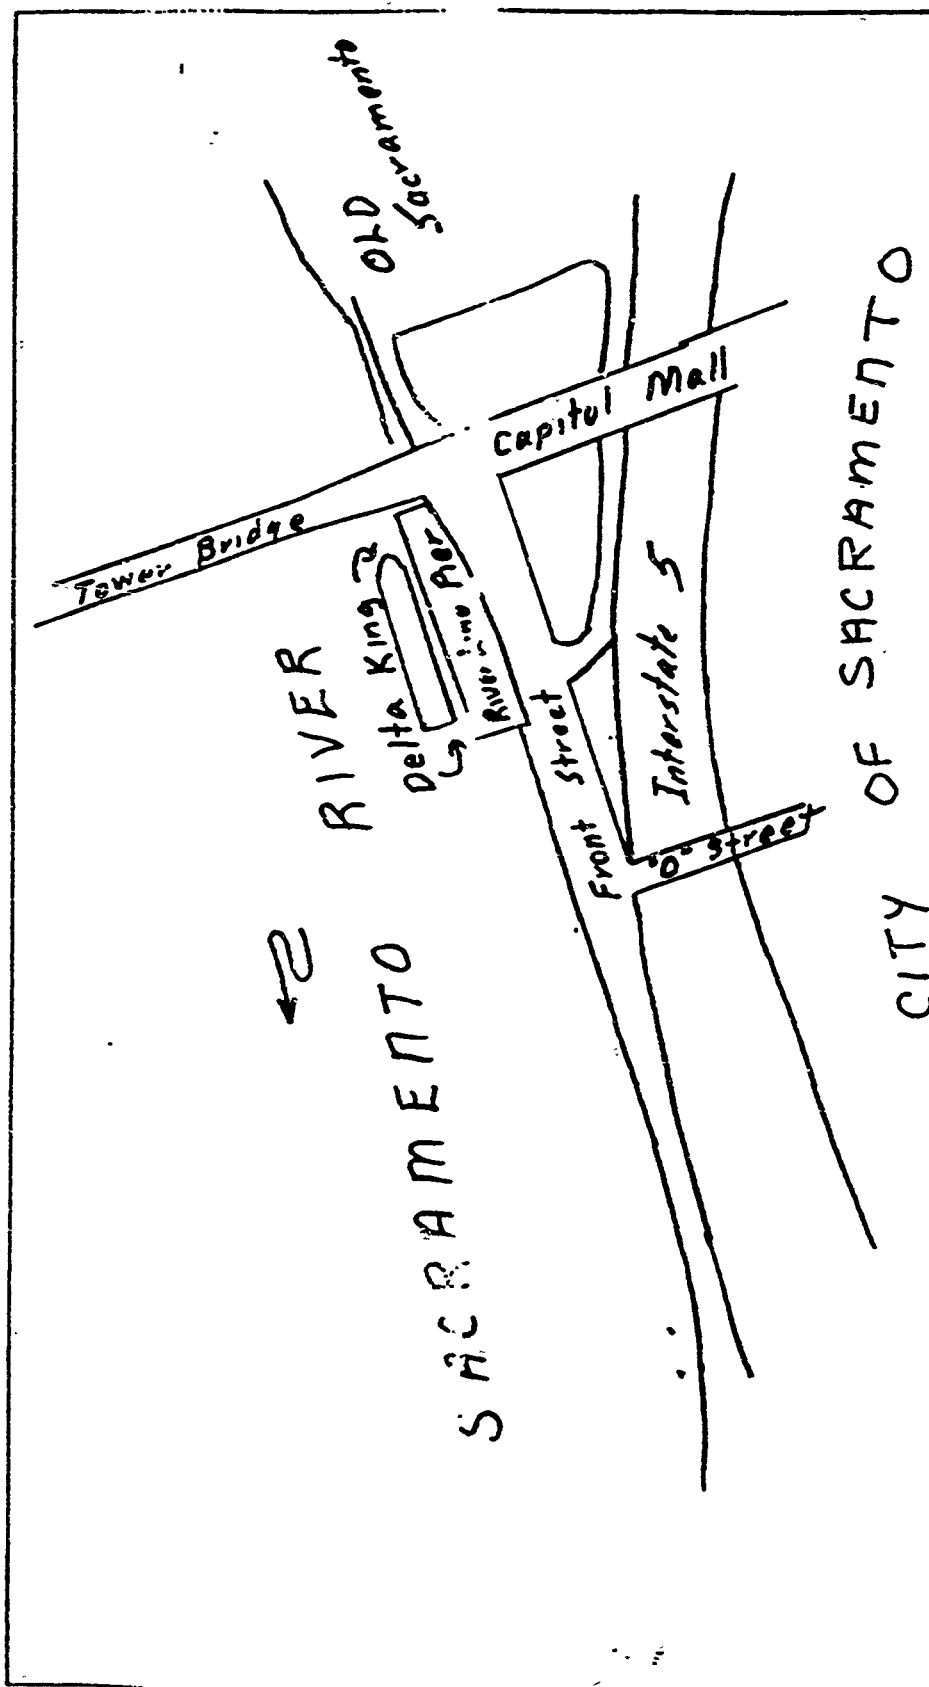 OLD
Sacramento
Tower Bridge
Capitol Mall
RIVER
Delta King
Pier
Front Street
Interstate 5
"O" Street
SACRAMENTO
CITY OF SACRAMENTO